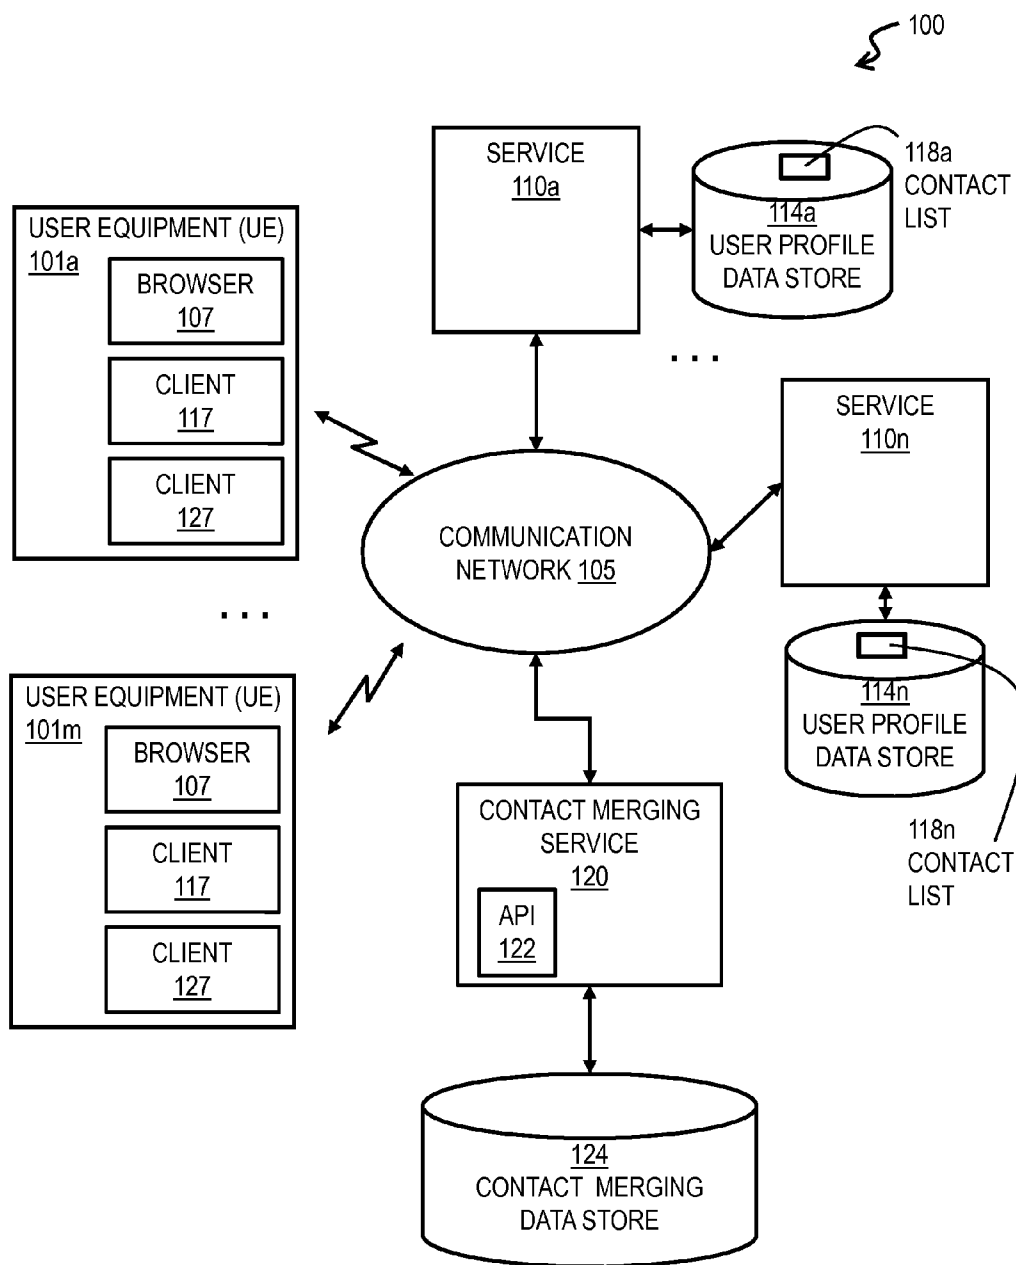 100
SERVICE
110a
118a
CONTACT
LIST
114a
USER PROFILE
DATA STORE
USER EQUIPMENT (UE)
101a
BROWSER
107
CLIENT
117
CLIENT
127
. . .
SERVICE
110n
COMMUNICATION
NETWORK 105
. . .
114n
USER PROFILE
DATA STORE
118n
CONTACT
LIST
USER EQUIPMENT (UE)
101m
BROWSER
107
CLIENT
117
CLIENT
127
CONTACT MERGING
SERVICE
120
API
122
124
CONTACT MERGING
DATA STORE